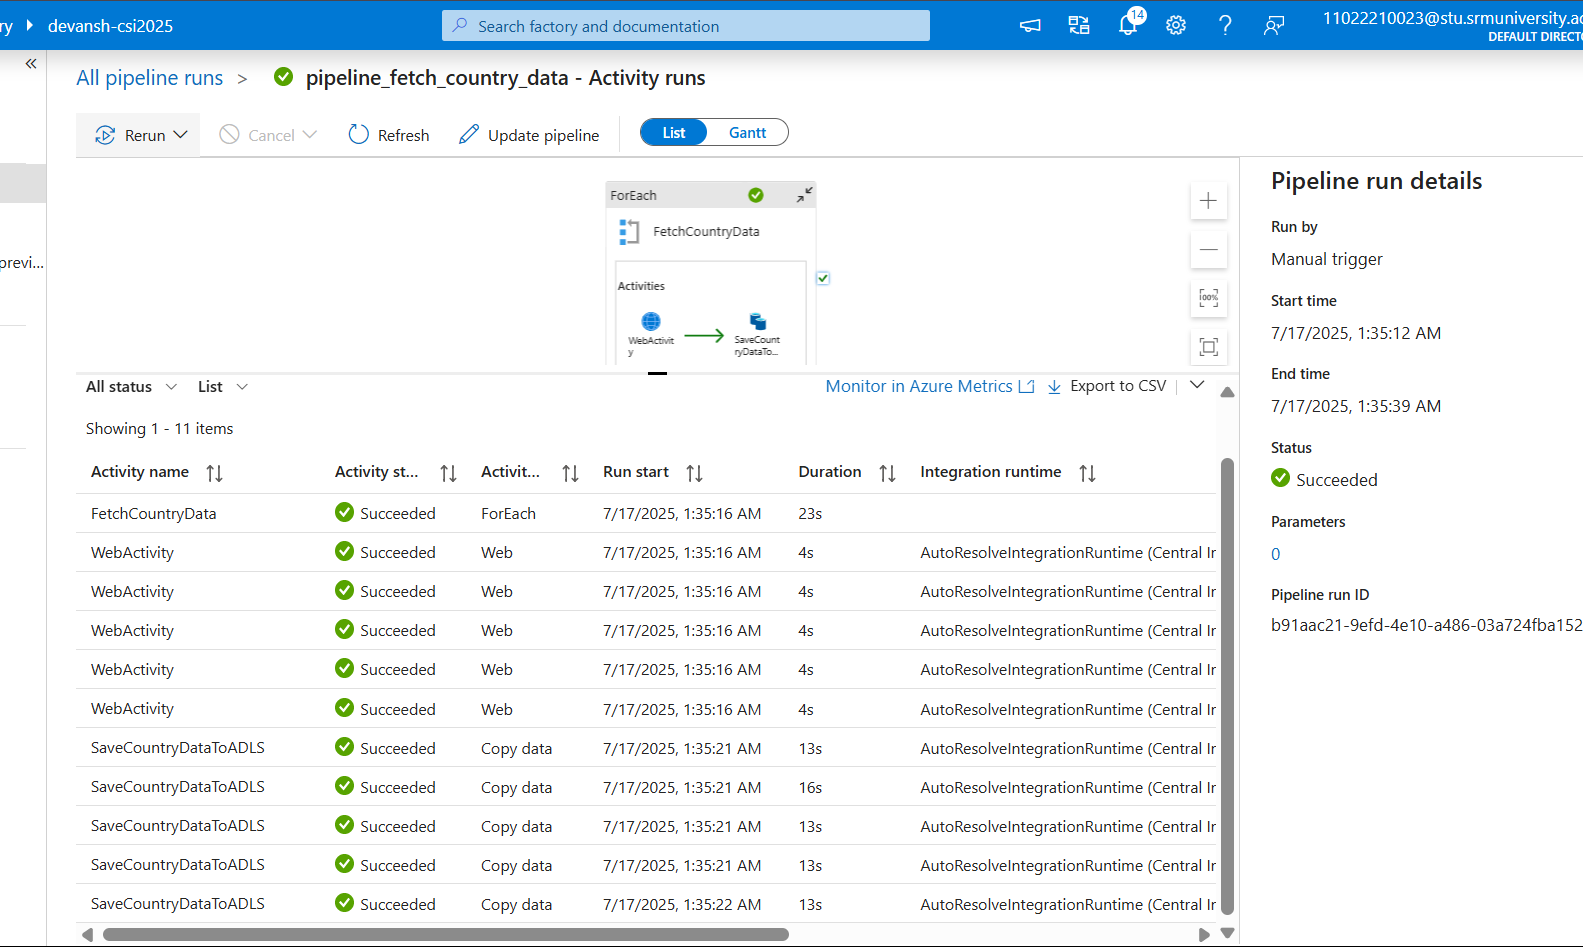 ry devansh-csi2025 Search factory and documentation 14 11022210023@stu.srmuniversity.ac
DEFAULT DIRECTO
All pipeline runs > pipeline_fetch_country_data - Activity runs
Rerun Cancel Refresh Update pipeline List Gantt
previ...
ForEach
FetchCountryData
Activities
WebActivit
y
SaveCount
ryDataTo...
100%
All status List Monitor in Azure Metrics Export to CSV
Showing 1 - 11 items
Activity name Activity st... Activit... Run start Duration Integration runtime
FetchCountryData Succeeded ForEach 7/17/2025, 1:35:16 AM 23s
WebActivity Succeeded Web 7/17/2025, 1:35:16 AM 4s AutoResolveIntegrationRuntime (Central Ir
WebActivity Succeeded Web 7/17/2025, 1:35:16 AM 4s AutoResolveIntegrationRuntime (Central Ir
WebActivity Succeeded Web 7/17/2025, 1:35:16 AM 4s AutoResolveIntegrationRuntime (Central Ir
WebActivity Succeeded Web 7/17/2025, 1:35:16 AM 4s AutoResolveIntegrationRuntime (Central Ir
WebActivity Succeeded Web 7/17/2025, 1:35:16 AM 4s AutoResolveIntegrationRuntime (Central Ir
SaveCountryDataToADLS Succeeded Copy data 7/17/2025, 1:35:21 AM 13s AutoResolveIntegrationRuntime (Central Ir
SaveCountryDataToADLS Succeeded Copy data 7/17/2025, 1:35:21 AM 16s AutoResolveIntegrationRuntime (Central Ir
SaveCountryDataToADLS Succeeded Copy data 7/17/2025, 1:35:21 AM 13s AutoResolveIntegrationRuntime (Central Ir
SaveCountryDataToADLS Succeeded Copy data 7/17/2025, 1:35:21 AM 13s AutoResolveIntegrationRuntime (Central Ir
SaveCountryDataToADLS Succeeded Copy data 7/17/2025, 1:35:22 AM 13s AutoResolveIntegrationRuntime (Central Ir
Pipeline run details
Run by
Manual trigger
Start time
7/17/2025, 1:35:12 AM
End time
7/17/2025, 1:35:39 AM
Status
Succeeded
Parameters
0
Pipeline run ID
b91aac21-9efd-4e10-a486-03a724fba152